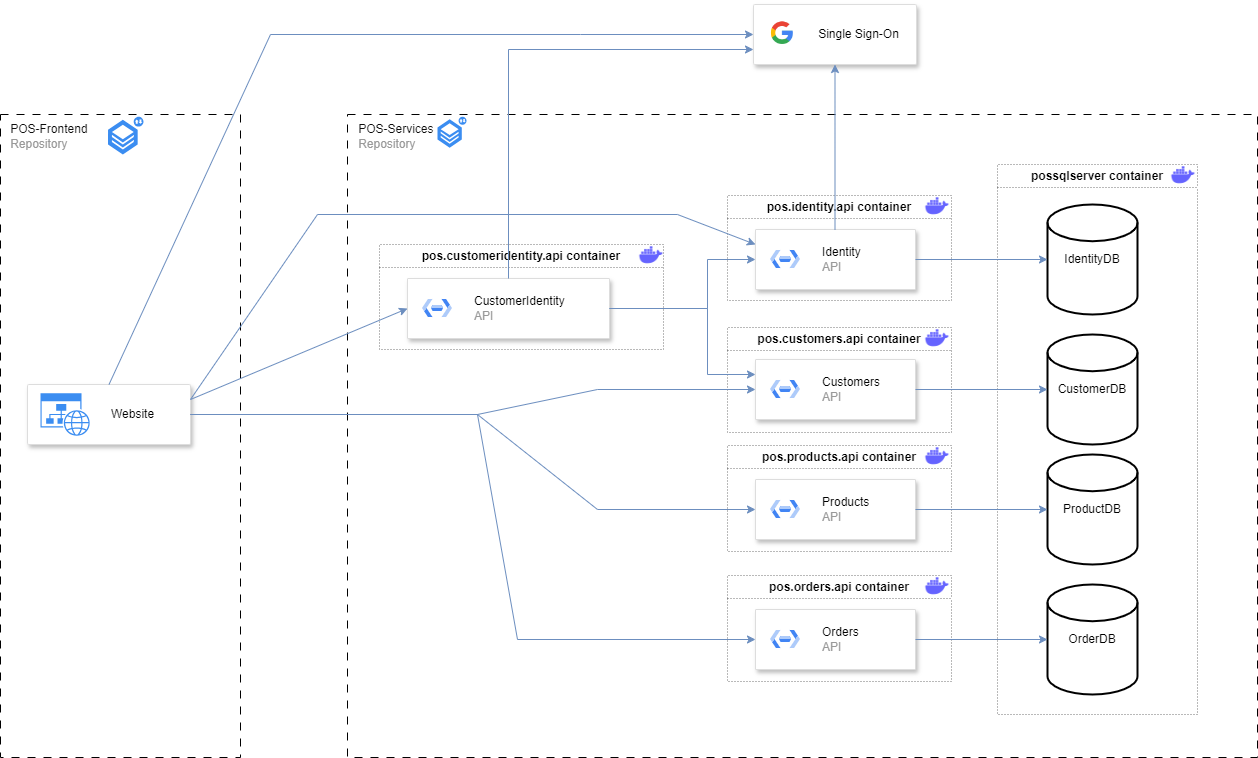 Single Sign-On
POS-Frontend
Repository
POS-Services
Repository
possqlserver container
pos.identity.api container
Identity
API
IdentityDB
pos.customeridentity.api container
CustomerIdentity
API
pos.customers.api container
Customers
API
CustomerDB
Website
pos.products.api container
Products
API
ProductDB
pos.orders.api container
Orders
API
OrderDB